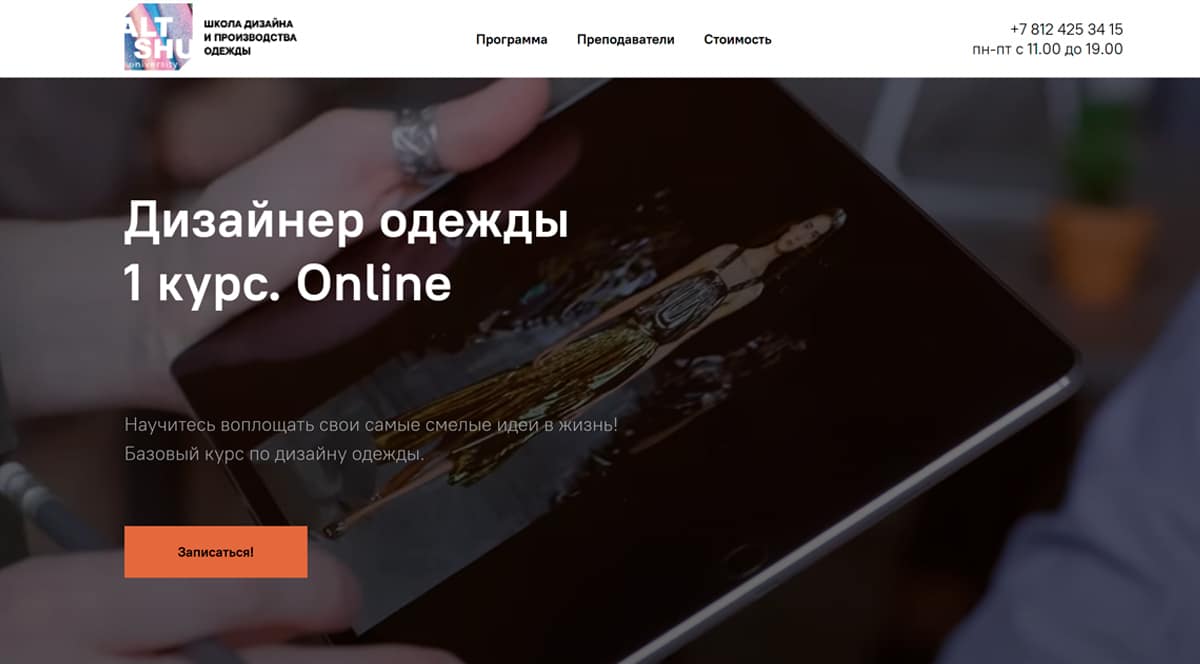 ALT
SHU
university
ШКОЛА ДИЗАЙНА
И ПРОИЗВОДСТВА
ОДЕЖДЫ
Программа
Преподаватели
Стоимость
+7 812 425 34 15
пн-пт с 11.00 до 19.00
Дизайнер одежды
1 курс. Online
Научитесь воплощать свои самые смелые идеи в жизнь!
Базовый курс по дизайну одежды.
Записаться!